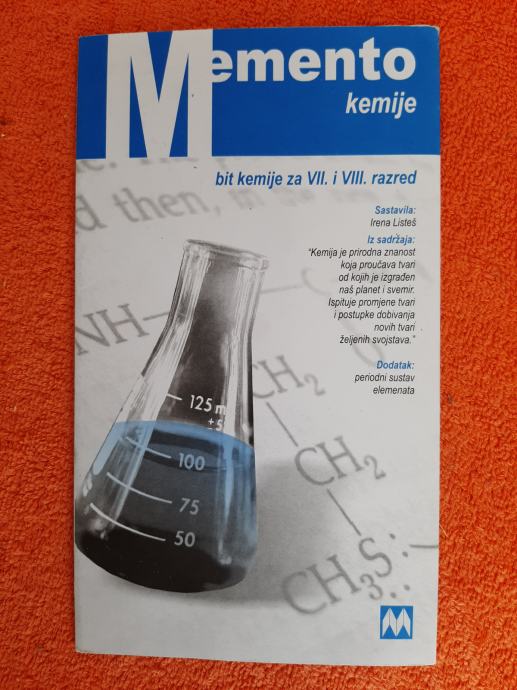 Memento
kemije
bit kemije za VII. i VIII. razred
d then, in
Sastavila:
Irena Listeš
Iz sadržaja:
"Kemija je prirodna znanost
koja proučava tvari
od kojih je izgrađen
naš planet i svemir.
Ispituje promjene tvari
i postupke dobivanja
novih tvari
željenih svojstava."
NH
Dodatak:
periodni sustav
elemenata
CH2
125 m
±5
100
CH2
75
50
CH3S: